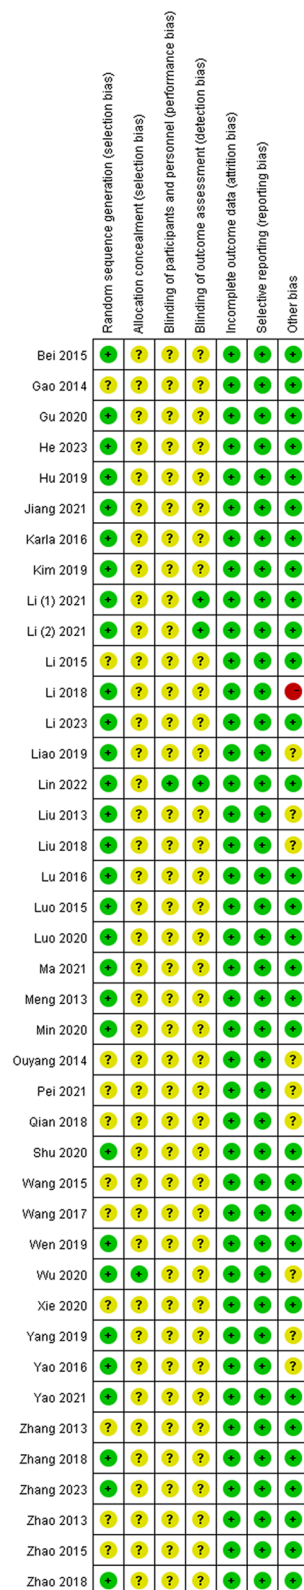 Random sequence generation (selection bias)
Allocation concealment (selection bias)
Blinding of participants and personnel (performance bias)
Blinding of outcome assessment (detection bias)
Incomplete outcome data (attrition bias)
Selective reporting (reporting bias)
Other bias
Bei 2015 + ? ? ? + + +
Gao 2014 ? ? ? ? + + +
Gu 2020 + ? ? ? + + +
He 2023 + ? ? ? + + +
Hu 2019 + ? ? ? + + +
Jiang 2021 + ? ? ? + + +
Karla 2016 + ? ? ? + + +
Kim 2019 + ? ? ? + + +
Li (1) 2021 + ? ? + + + +
Li (2) 2021 + ? ? + + + +
Li 2015 ? ? ? ? + + +
Li 2018 + ? ? ? + + -
Li 2023 + ? ? ? + + +
Liao 2019 + ? ? ? + + ?
Lin 2022 + ? + + + + +
Liu 2013 + ? ? ? + + ?
Liu 2018 + ? ? ? + + ?
Lu 2016 + ? ? ? + + +
Luo 2015 + ? ? ? + + +
Luo 2020 + ? ? ? + + +
Ma 2021 + ? ? ? + + +
Meng 2013 + ? ? ? + + +
Min 2020 + ? ? ? + + +
Ouyang 2014 ? ? ? ? + + ?
Pei 2021 ? ? ? ? + + ?
Qian 2018 ? ? ? ? + + ?
Shu 2020 + ? ? ? + + +
Wang 2015 ? ? ? ? + + +
Wang 2017 ? ? ? ? + + +
Wen 2019 + ? ? ? + + +
Wu 2020 + + ? ? + + ?
Xie 2020 ? ? ? ? + + +
Yang 2019 + ? ? ? + + ?
Yao 2016 + ? ? ? + + ?
Yao 2021 + ? ? ? + + +
Zhang 2013 ? ? ? ? + + +
Zhang 2018 + ? ? ? + + +
Zhang 2023 + ? ? ? + + +
Zhao 2013 ? ? ? ? + + +
Zhao 2015 ? ? ? ? + + +
Zhao 2018 + ? ? ? + + +